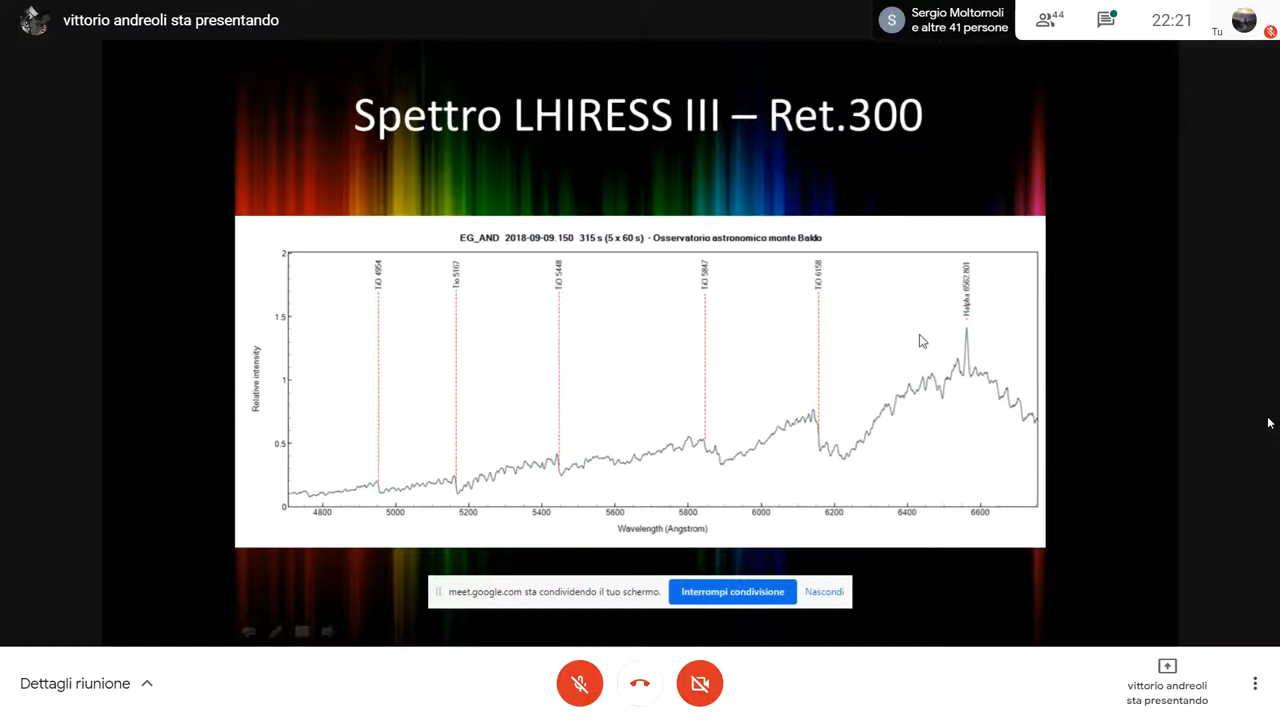 vittorio andreoli sta presentando
S
Sergio Moltomoli
e altre 41 persone
44
22:21
Tu
Spettro LHIRESS III – Ret.300
EG_AND 2018-09-09.150 315 s (5 x 60 s) - Osservatorio astronomico monte Baldo
TiO 4954
Tio 5167
TiO 5448
TiO 5847
TiO 6158
- Halpha 6562.801
2
1.5
1
0.5
0
Relative intensity
4800 5000 5200 5400 5600 5800 6000 6200 6400 6600
Wavelength (Angstrom)
meet.google.com sta condividendo il tuo schermo.
Interrompi condivisione
Nascondi
Dettagli riunione
vittorio andreoli
sta presentando